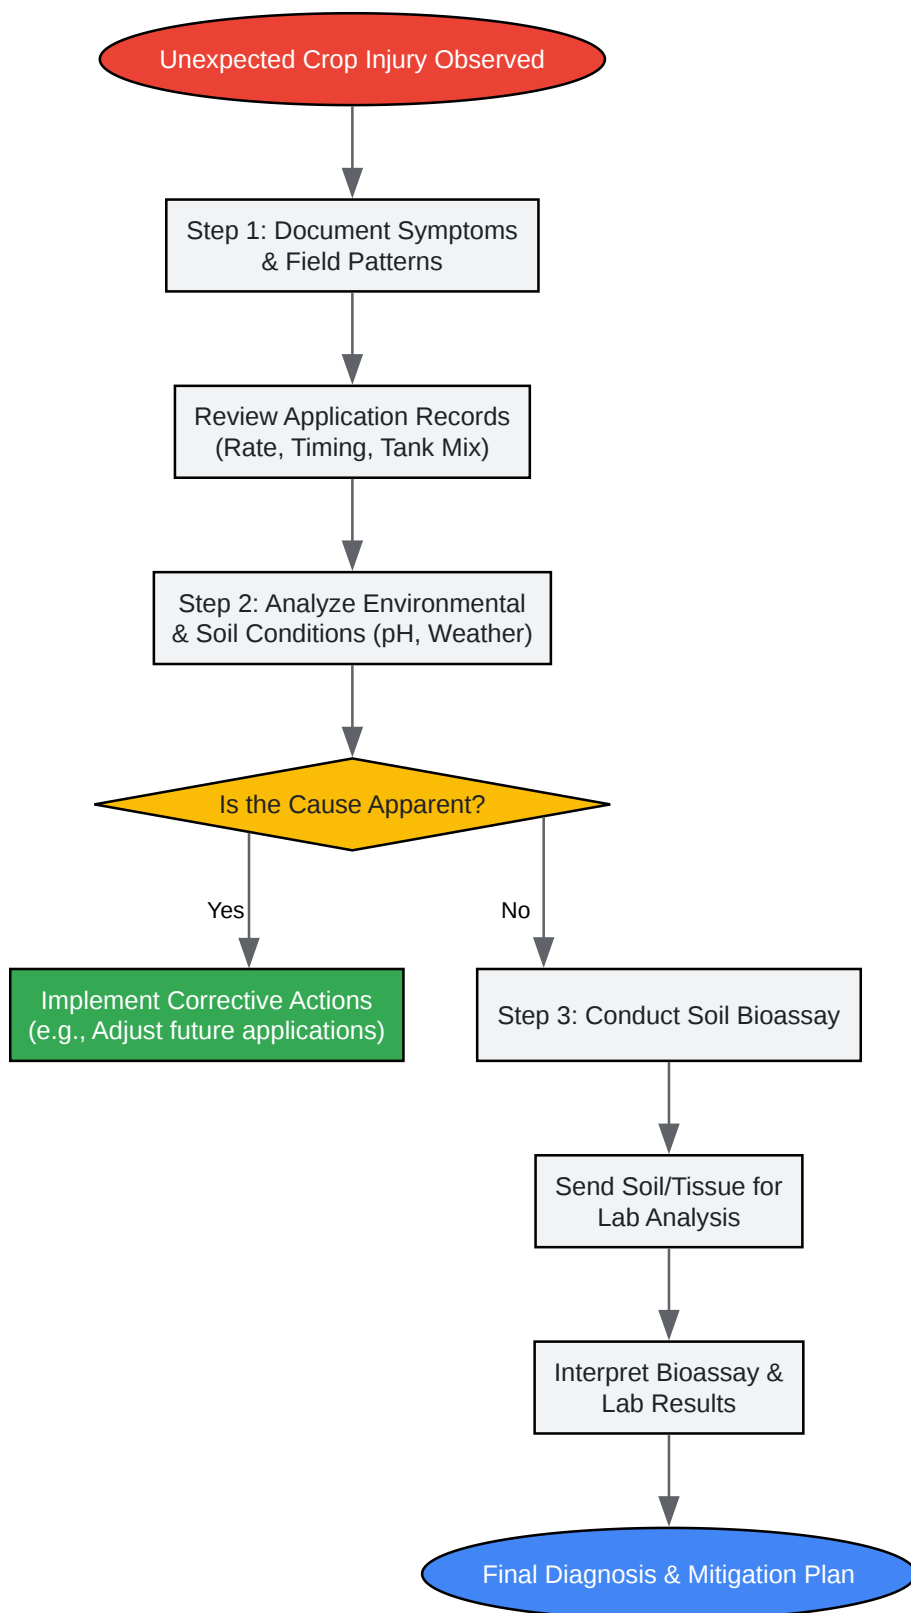 Unexpected Crop Injury Observed
Step 1: Document Symptoms
& Field Patterns
Review Application Records
(Rate, Timing, Tank Mix)
Step 2: Analyze Environmental
& Soil Conditions (pH, Weather)
Is the Cause Apparent?
Yes
No
Implement Corrective Actions
(e.g., Adjust future applications)
Step 3: Conduct Soil Bioassay
Send Soil/Tissue for
Lab Analysis
Interpret Bioassay &
Lab Results
Final Diagnosis & Mitigation Plan